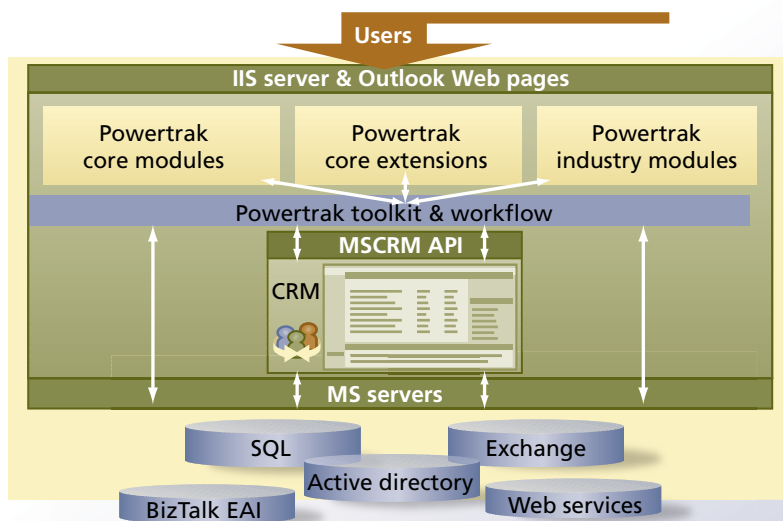 Users
IIS server & Outlook Web pages
Powertrak
core modules
Powertrak
core extensions
Powertrak
industry modules
Powertrak toolkit & workflow
MSCRM API
CRM
MS servers
SQL
Exchange
Active directory
BizTalk EAI
Web services